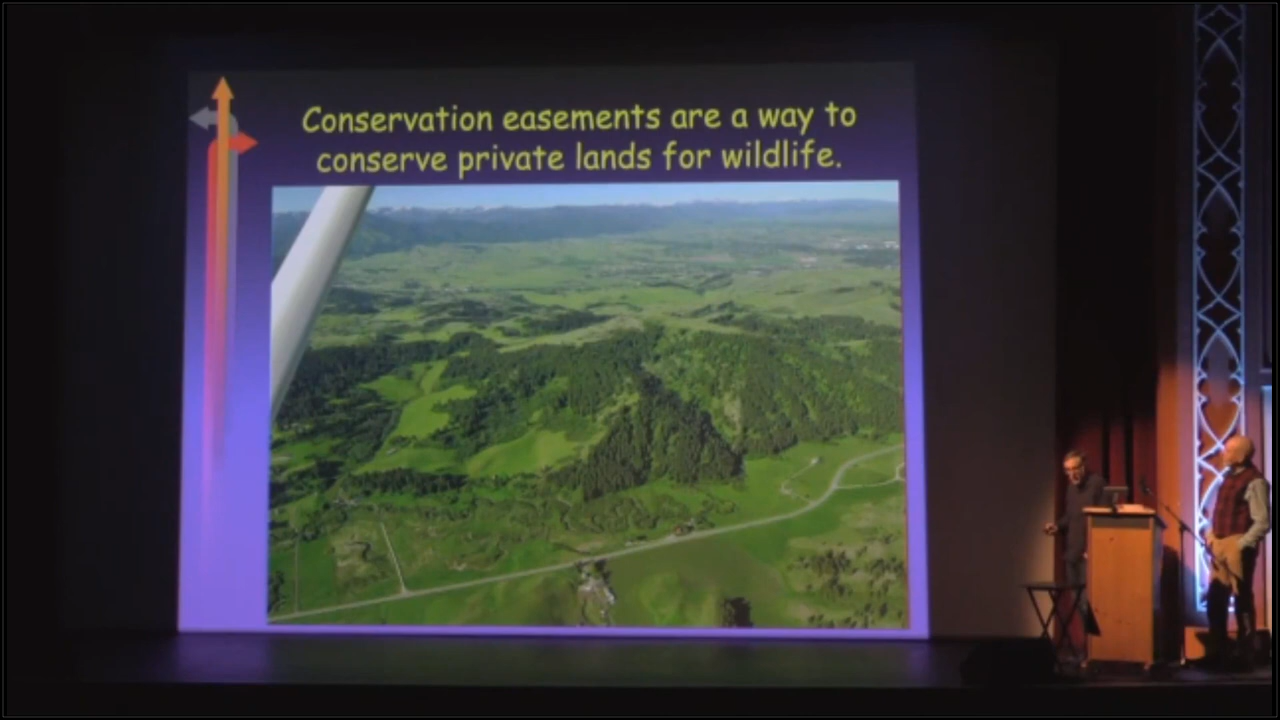 Conservation easements are a way to
conserve private lands for wildlife.